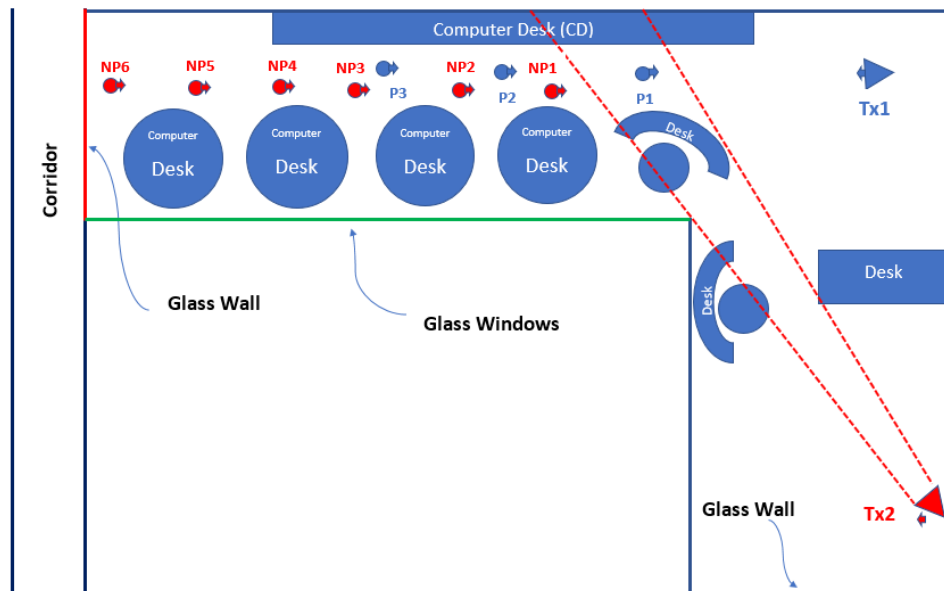 Computer Desk (CD)
NP6
NP5
NP4
NP3
P3
NP2
P2
NP1
P1
Tx1
Computer
Desk
Computer
Desk
Computer
Desk
Computer
Desk
Desk
Corridor
Glass Wall
Glass Windows
Desk
Desk
Glass Wall
Tx2